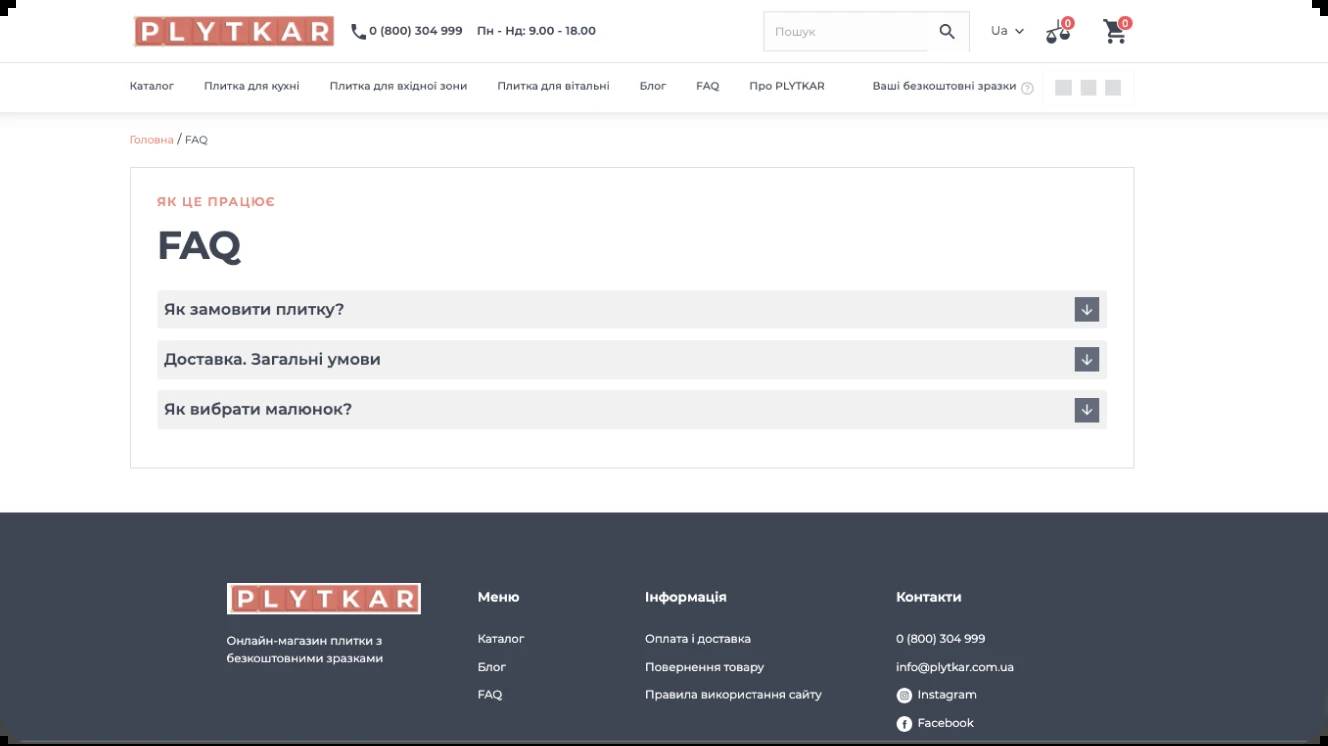 PLYTKAR
0 (800) 304 999 Пн - Нд: 9.00 - 18.00
Пошук
Ua
0
0
Каталог Плитка для кухні Плитка для вхідної зони Плитка для вітальні Блог FAQ Про PLYTKAR Ваші безкоштовні зразки ?
Головна / FAQ
ЯК ЦЕ ПРАЦЮЄ
FAQ
Як замовити плитку?
Доставка. Загальні умови
Як вибрати малюнок?
PLYTKAR
Онлайн-магазин плитки з
безкоштовними зразками
Меню
Каталог
Блог
FAQ
Інформація
Оплата і доставка
Повернення товару
Правила використання сайту
Контакти
0 (800) 304 999
info@plytkar.com.ua
Instagram
Facebook